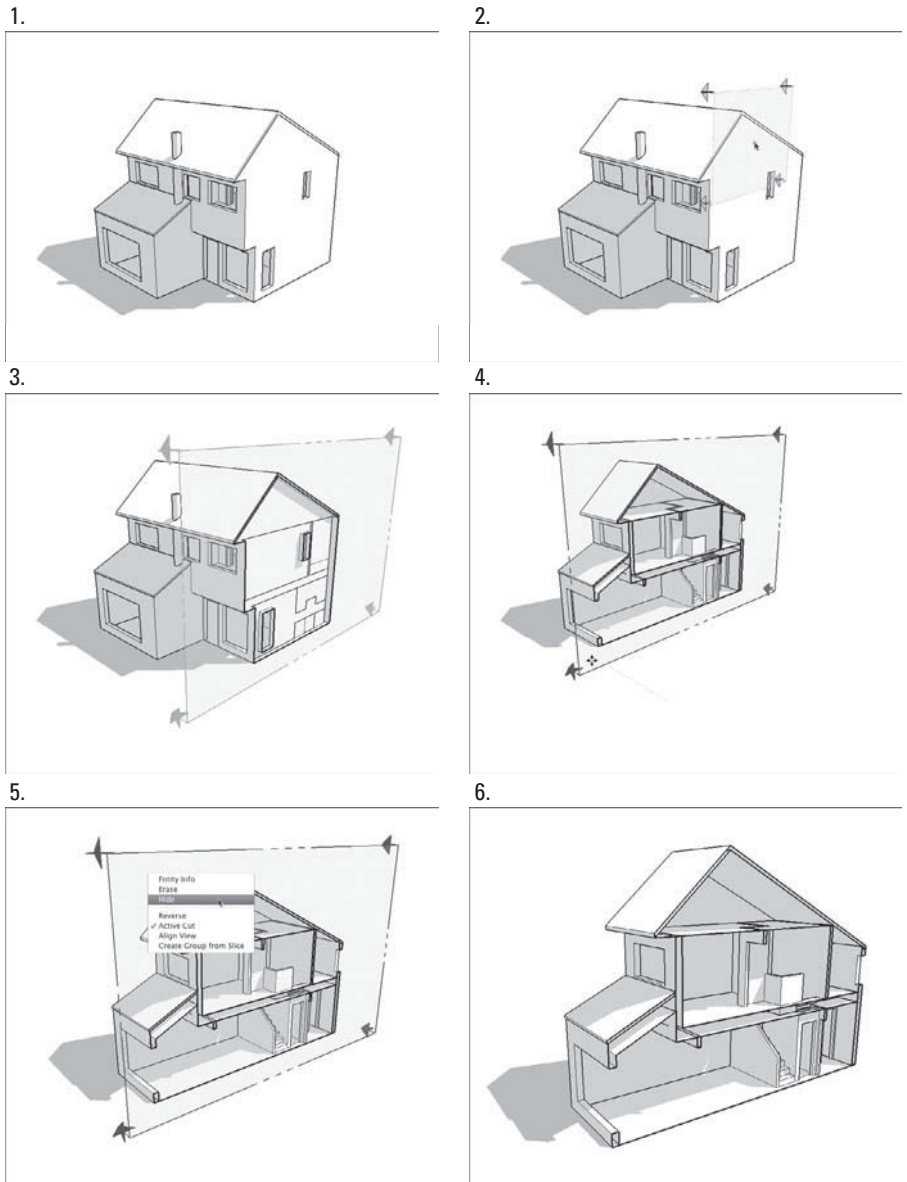 1.
2.
3.
4.
5.
Entity Info
Erase
Hide
Reverse
✓ Active Cut
Align View
Create Group from Slice
6.